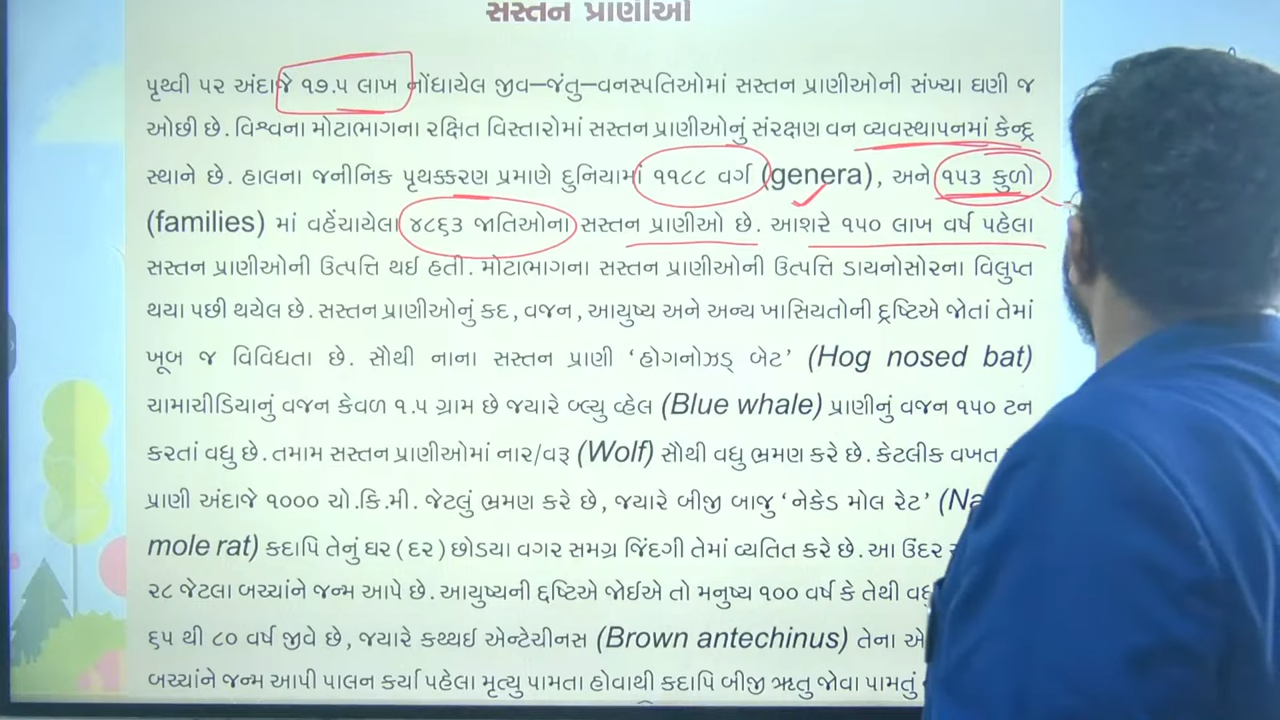 સસ્તન પ્રાણીઓ
પૃથ્વી પર અંદાજે ૧૭.૫ લાખ નોંધાયેલ જીવ–જંતુ–વનસ્પતિઓમાં સસ્તન પ્રાણીઓની સંખ્યા ઘણી જ
ઓછી છે. વિશ્વના મોટાભાગના રક્ષિત વિસ્તારોમાં સસ્તન પ્રાણીઓનું સંરક્ષણ વન વ્યવસ્થાપનમાં કેન્દ્ર
સ્થાને છે. હાલના જનીનિક પૃથક્કરણ પ્રમાણે દુનિયામાં ૧૧૮૮ વર્ગ (genera), અને ૧૫૩ કુળો
(families) માં વહેંચાયેલા ૪૮૬૩ જાતિઓના સસ્તન પ્રાણીઓ છે. આશરે ૧૫૦ લાખ વર્ષ પહેલા
સસ્તન પ્રાણીઓની ઉત્પત્તિ થઈ હતી. મોટાભાગના સસ્તન પ્રાણીઓની ઉત્પત્તિ ડાયનોસોરના વિલુપ્ત
થયા પછી થયેલ છે. સસ્તન પ્રાણીઓનું કદ, વજન, આયુષ્ય અને અન્ય ખાસિયતોની દ્રષ્ટિએ જોતાં તેમાં
ખૂબ જ વિવિધતા છે. સૌથી નાના સસ્તન પ્રાણી ‘હોગનોઝ્ડ્ બેટ’ (Hog nosed bat)
ચામાચીડિયાનું વજન કેવળ ૧.૫ ગ્રામ છે જયારે બ્લ્યુ વ્હેલ (Blue whale) પ્રાણીનું વજન ૧૫૦ ટન
કરતાં વધુ છે. તમામ સસ્તન પ્રાણીઓમાં નાર/વરૂ (Wolf) સૌથી વધુ ભ્રમણ કરે છે. કેટલીક વખત
પ્રાણી અંદાજે ૧૦૦૦ ચો.કિ.મી. જેટલું ભ્રમણ કરે છે, જયારે બીજી બાજુ ‘નેકેડ મોલ રેટ’
mole rat) કદાપિ તેનું ઘર (દર) છોડયા વગર સમગ્ર જિંદગી તેમાં વ્યતિત કરે છે. આ ઉંદર
૨૮ જેટલા બચ્ચાંને જન્મ આપે છે. આયુષ્યની દ્દષ્ટિએ જોઈએ તો મનુષ્ય ૧૦૦ વર્ષ કે તેથી
૬૫ થી ૮૦ વર્ષ જીવે છે, જયારે કથ્થઈ એન્ટેચીનસ (Brown antechinus) તેના
બચ્ચાંને જન્મ આપી પાલન કર્યા પહેલા મૃત્યુ પામતા હોવાથી કદાપિ બીજી ઋતુ જોવા પામતું